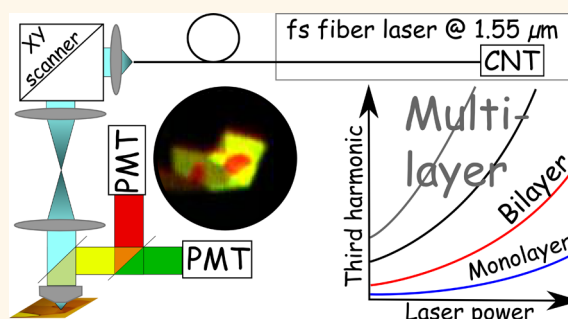 XY
scanner
fs fiber laser @ 1.55 µm
CNT
PMT
PMT
Third harmonic
Multi-
layer
Bilayer
Monolayer
Laser power